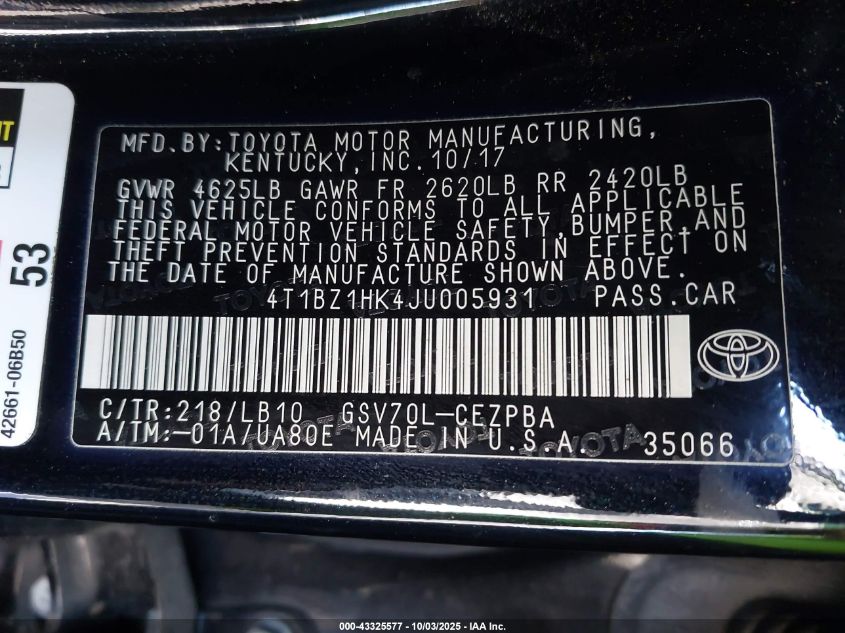 MFD.BY:TOYOTA MOTOR MANUFACTURING,
KENTUCKY,INC.10/17
GVWR 4625LB GAWR FR 2620LB RR 2420LB
THIS VEHICLE CONFORMS TO ALL APPLICABLE
FEDERAL MOTOR VEHICLE SAFETY,BUMPER,AND
THEFT PREVENTION STANDARDS IN EFFECT ON
THE DATE OF MANUFACTURE SHOWN ABOVE.
4T1BZ1HK4JU005931 PASS.CAR
C/TR:218/LB10 GSV70L-CEZPBA
A/TM:-01A/UA80E MADE IN U.S.A. 35066
53
42661-06B50
000-43325577 - 10/03/2025 - IAA Inc.